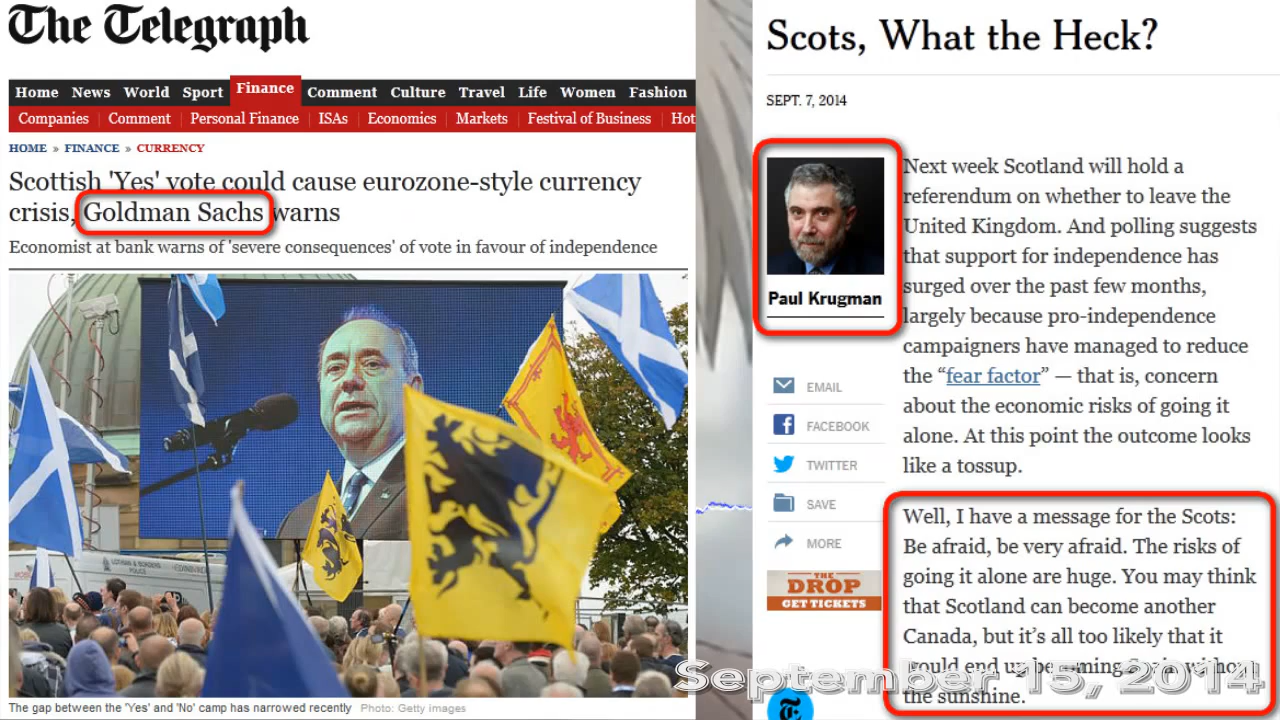 The Telegraph
Home News World Sport Finance Comment Culture Travel Life Women Fashion
Companies Comment Personal Finance ISAs Economics Markets Festival of Business Hot
HOME » FINANCE » CURRENCY
Scottish 'Yes' vote could cause eurozone-style currency
crisis, Goldman Sachs warns
Economist at bank warns of 'severe consequences' of vote in favour of independence
The gap between the 'Yes' and 'No' camp has narrowed recently Photo: Getty images
Scots, What the Heck?
SEPT. 7, 2014
Paul Krugman
EMAIL
FACEBOOK
TWITTER
SAVE
MORE
THE
DROP
GET TICKETS
Next week Scotland will hold a
referendum on whether to leave the
United Kingdom. And polling suggests
that support for independence has
surged over the past few months,
largely because pro-independence
campaigners have managed to reduce
the “fear factor” — that is, concern
about the economic risks of going it
alone. At this point the outcome looks
like a tossup.
Well, I have a message for the Scots:
Be afraid, be very afraid. The risks of
going it alone are huge. You may think
that Scotland can become another
Canada, but it’s all too likely that it
would end up becoming
the sunshine.
September 15, 2014